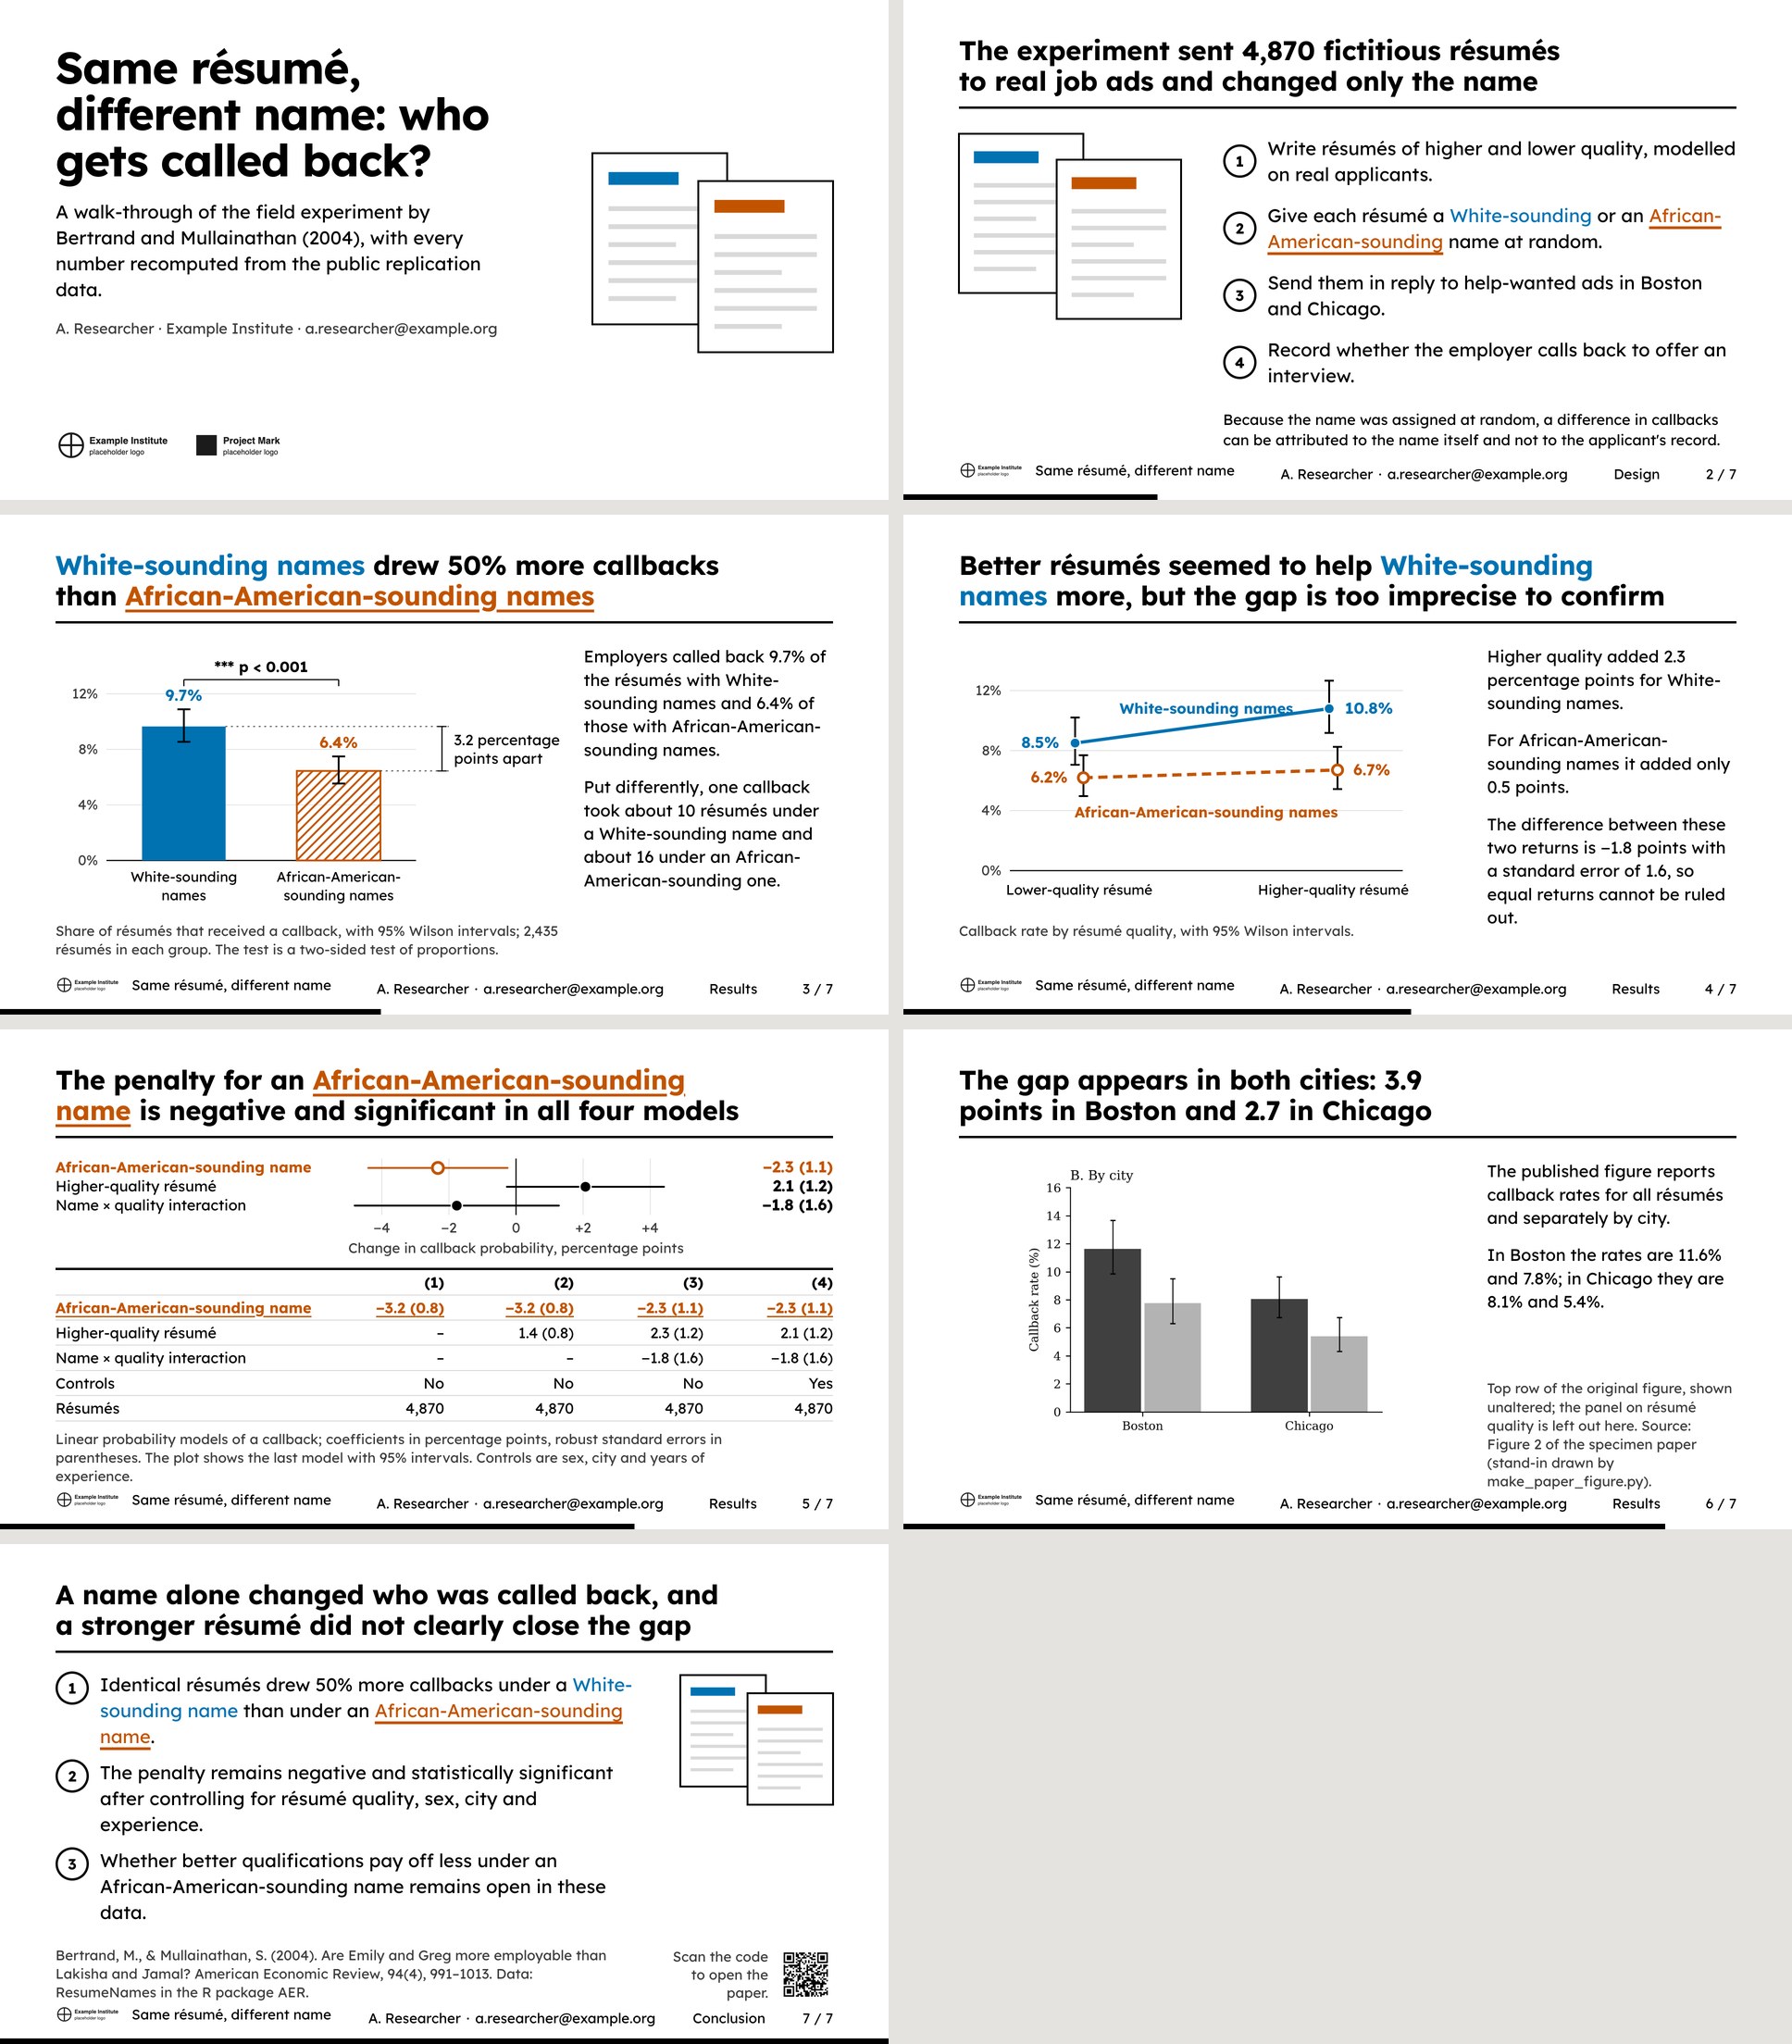 Same résumé,
different name: who
gets called back?
A walk-through of the field experiment by
Bertrand and Mullainathan (2004), with every
number recomputed from the public replication
data.
A. Researcher · Example Institute · a.researcher@example.org
Example Institute
placeholder logo
Project Mark
placeholder logo
The experiment sent 4,870 fictitious résumés
to real job ads and changed only the name
1 Write résumés of higher and lower quality, modelled
on real applicants.
2 Give each résumé a White-sounding or an African-
American-sounding name at random.
3 Send them in reply to help-wanted ads in Boston
and Chicago.
4 Record whether the employer calls back to offer an
interview.
Because the name was assigned at random, a difference in callbacks
can be attributed to the name itself and not to the applicant's record.
Example Institute
placeholder logo
Same résumé, different name A. Researcher · a.researcher@example.org Design 2 / 7
White-sounding names drew 50% more callbacks
than African-American-sounding names
*** p < 0.001
12%
9.7%
8%
6.4%
3.2 percentage
points apart
4%
0%
White-sounding
names
African-American-
sounding names
Share of résumés that received a callback, with 95% Wilson intervals; 2,435
résumés in each group. The test is a two-sided test of proportions.
Employers called back 9.7% of
the résumés with White-
sounding names and 6.4% of
those with African-American-
sounding names.
Put differently, one callback
took about 10 résumés under
a White-sounding name and
about 16 under an African-
American-sounding one.
Example Institute
placeholder logo
Same résumé, different name A. Researcher · a.researcher@example.org Results 3 / 7
Better résumés seemed to help White-sounding
names more, but the gap is too imprecise to confirm
12%
White-sounding names 10.8%
8.5%
8%
6.2% 6.7%
4%
African-American-sounding names
0%
Lower-quality résumé Higher-quality résumé
Callback rate by résumé quality, with 95% Wilson intervals.
Higher quality added 2.3
percentage points for White-
sounding names.
For African-American-
sounding names it added only
0.5 points.
The difference between these
two returns is −1.8 points with
a standard error of 1.6, so
equal returns cannot be ruled
out.
Example Institute
placeholder logo
Same résumé, different name A. Researcher · a.researcher@example.org Results 4 / 7
The penalty for an African-American-sounding
name is negative and significant in all four models
African-American-sounding name −2.3 (1.1)
Higher-quality résumé 2.1 (1.2)
Name × quality interaction −1.8 (1.6)
−4 −2 0 +2 +4
Change in callback probability, percentage points
(1) (2) (3) (4)
African-American-sounding name −3.2 (0.8) −3.2 (0.8) −2.3 (1.1) −2.3 (1.1)
Higher-quality résumé – 1.4 (0.8) 2.3 (1.2) 2.1 (1.2)
Name × quality interaction – – −1.8 (1.6) −1.8 (1.6)
Controls No No No Yes
Résumés 4,870 4,870 4,870 4,870
Linear probability models of a callback; coefficients in percentage points, robust standard errors in
parentheses. The plot shows the last model with 95% intervals. Controls are sex, city and years of
experience.
Example Institute
placeholder logo
Same résumé, different name A. Researcher · a.researcher@example.org Results 5 / 7
The gap appears in both cities: 3.9
points in Boston and 2.7 in Chicago
B. By city
Callback rate (%)
16
14
12
10
8
6
4
2
0
Boston Chicago
The published figure reports
callback rates for all résumés
and separately by city.
In Boston the rates are 11.6%
and 7.8%; in Chicago they are
8.1% and 5.4%.
Top row of the original figure, shown
unaltered; the panel on résumé
quality is left out here. Source:
Figure 2 of the specimen paper
(stand-in drawn by
make_paper_figure.py).
Example Institute
placeholder logo
Same résumé, different name A. Researcher · a.researcher@example.org Results 6 / 7
A name alone changed who was called back, and
a stronger résumé did not clearly close the gap
1 Identical résumés drew 50% more callbacks under a White-
sounding name than under an African-American-sounding
name.
2 The penalty remains negative and statistically significant
after controlling for résumé quality, sex, city and
experience.
3 Whether better qualifications pay off less under an
African-American-sounding name remains open in these
data.
Bertrand, M., & Mullainathan, S. (2004). Are Emily and Greg more employable than
Lakisha and Jamal? American Economic Review, 94(4), 991–1013. Data:
ResumeNames in the R package AER.
Scan the code
to open the
paper.
Example Institute
placeholder logo
Same résumé, different name A. Researcher · a.researcher@example.org Conclusion 7 / 7